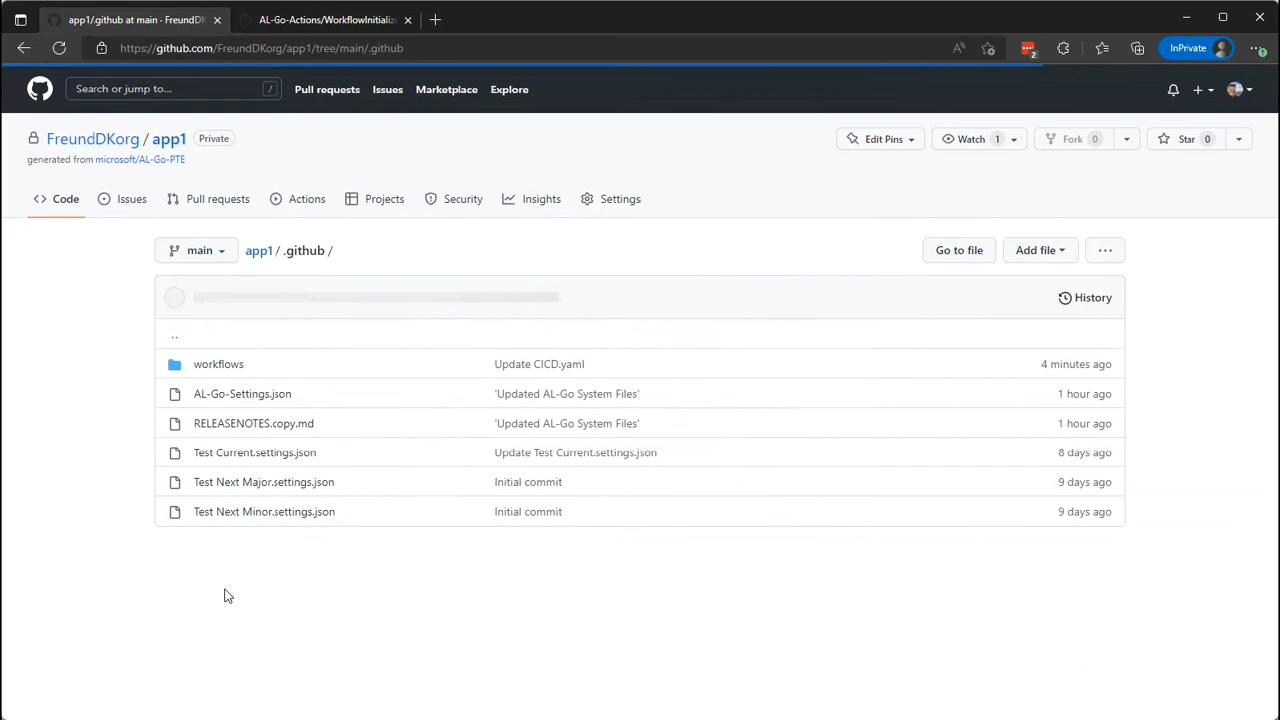 app1/.github at main · FreundDK
AL-Go-Actions/WorkflowInitialize
https://github.com/FreundDKorg/app1/tree/main/.github
2
InPrivate
Search or jump to...
/
Pull requests
Issues
Marketplace
Explore
FreundDKorg / app1
Private
generated from microsoft/AL-Go-PTE
Edit Pins
Watch 1
Fork 0
Star 0
Code
Issues
Pull requests
Actions
Projects
Security
Insights
Settings
main
app1 / .github /
Go to file
Add file
...
History
..
workflows
Update CICD.yaml
4 minutes ago
AL-Go-Settings.json
'Updated AL-Go System Files'
1 hour ago
RELEASENOTES.copy.md
'Updated AL-Go System Files'
1 hour ago
Test Current.settings.json
Update Test Current.settings.json
8 days ago
Test Next Major.settings.json
Initial commit
9 days ago
Test Next Minor.settings.json
Initial commit
9 days ago